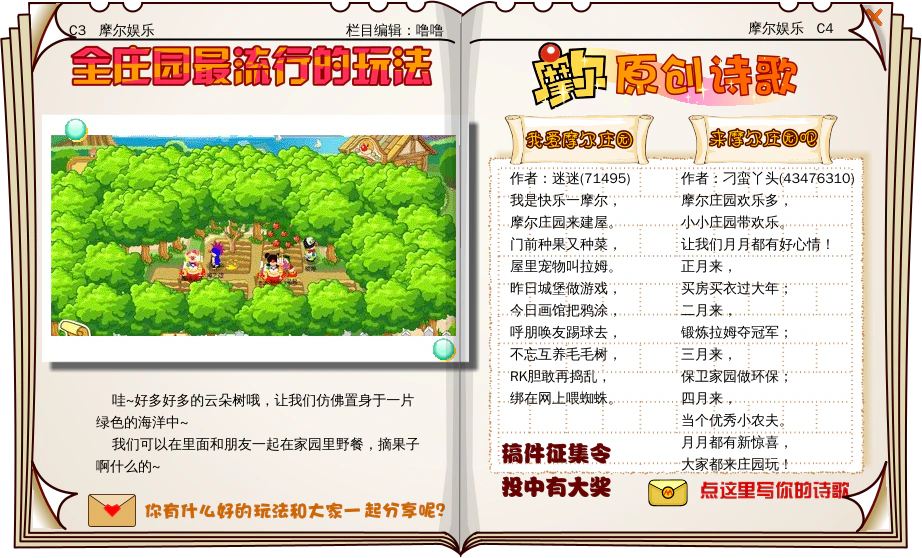 C3 摩尔娱乐
栏目编辑：噜噜
全庄园最流行的玩法
哇~好多好多的云朵树哦，让我们仿佛置身于一片
绿色的海洋中~
我们可以在里面和朋友一起在家园里野餐，摘果子
啊什么的~
你有什么好的玩法和大家一起分享呢？
摩尔娱乐 C4
摩尔原创诗歌
我爱摩尔庄园
作者：迷迷(71495)
我是快乐一摩尔，
摩尔庄园来建屋。
门前种果又种菜，
屋里宠物叫拉姆。
昨日城堡做游戏，
今日画馆把鸦涂，
呼朋唤友踢球去，
不忘互养毛毛树，
RK胆敢再捣乱，
绑在网上喂蜘蛛。
稿件征集令
投中有大奖
来摩尔庄园吧
作者：刁蛮丫头(43476310)
摩尔庄园欢乐多，
小小庄园带欢乐。
让我们月月都有好心情！
正月来，
买房买衣过大年；
二月来，
锻炼拉姆夺冠军；
三月来，
保卫家园做环保；
四月来，
当个优秀小农夫。
月月都有新惊喜，
大家都来庄园玩！
点这里写你的诗歌